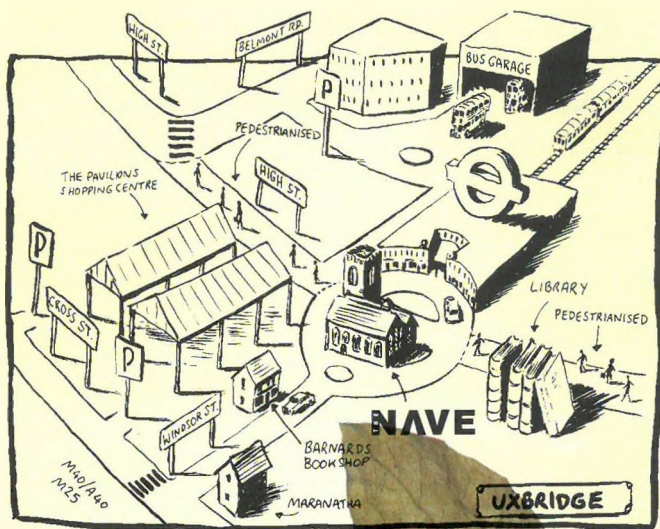 HIGH ST.
BELMONT RD.
BUS GARAGE
P
PEDESTRIANISED
THE PAVILIONS
SHOPPING CENTRE
HIGH ST.
P
LIBRARY
PEDESTRIANISED
CROSS ST.
P
NAVE
WINDSOR ST.
BARNARDS
BOOKSHOP
M40/A40
M25
MARANATHA
UXBRIDGE